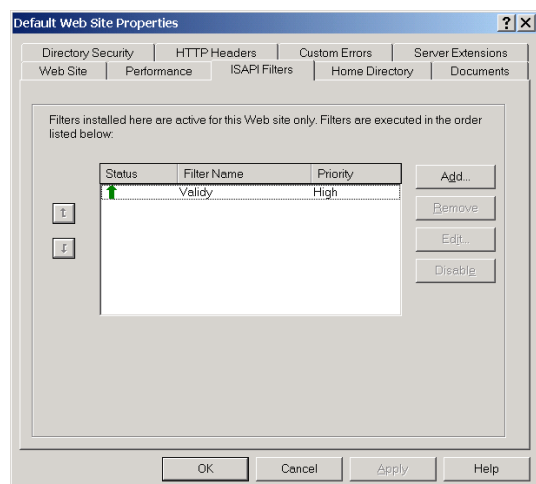 Default Web Site Properties ? X
Directory Security HTTP Headers Custom Errors Server Extensions
Web Site Performance ISAPI Filters Home Directory Documents
Filters installed here are active for this Web site only. Filters are executed in the order
listed below:
Status Filter Name Priority Add...
Validy High
Remove
Edit...
Disable
OK Cancel Apply Help